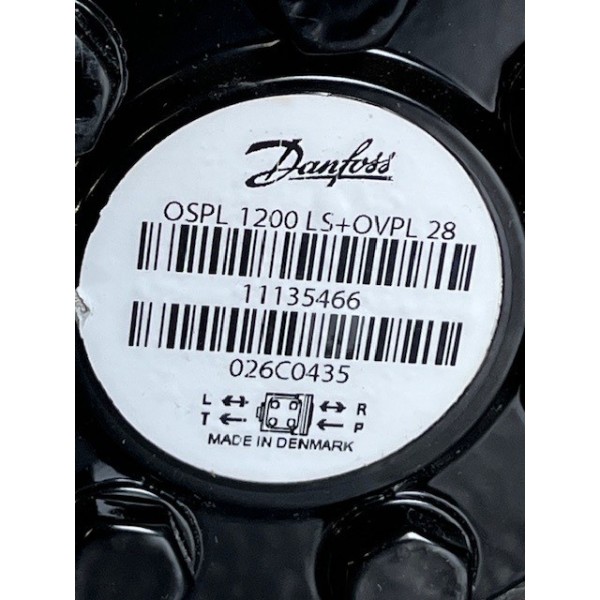 Danfoss
OSPL 1200 LS+OVPL 28
11135466
026C0435
L R
T P
MADE IN DENMARK